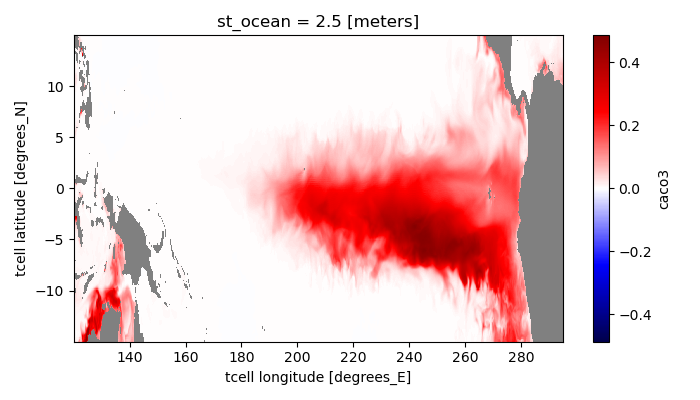 st_ocean = 2.5 [meters]
10
5
0
−5
−10
tcell latitude [degrees_N]
140 160 180 200 220 240 260 280
tcell longitude [degrees_E]
0.4
0.2
0.0
−0.2
−0.4
caco3